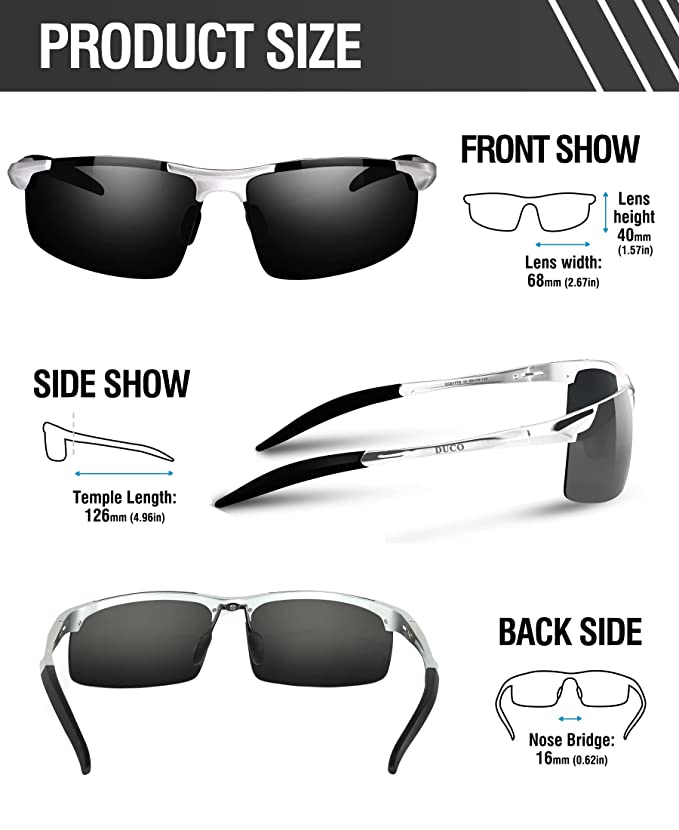 PRODUCT SIZE
FRONT SHOW
Lens
height
40mm
(1.57in)
Lens width:
68mm (2.67in)
SIDE SHOW
Temple Length:
126mm (4.96in)
DUCO
BACK SIDE
Nose Bridge:
16mm (0.62in)